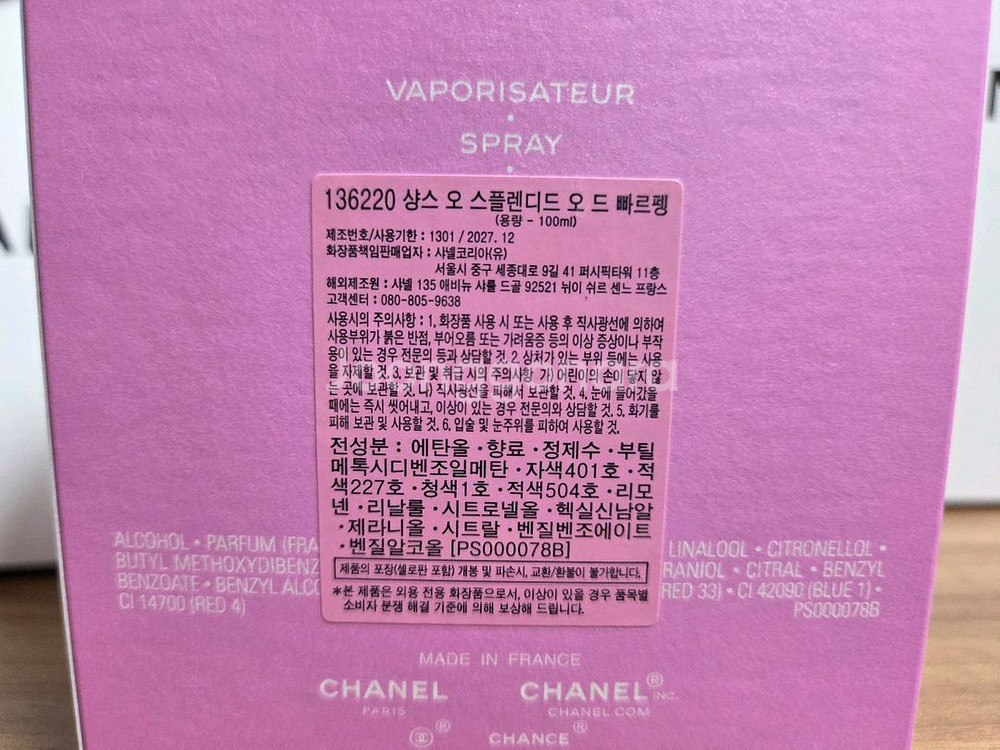 VAPORISATEUR
SPRAY
136220 샹스 오 스플렌디드 오 드 빠르펭
(용량 - 100ml)
제조번호/사용기한 : 1301 / 2027. 12
화장품책임판매업자 : 샤넬코리아(유)
서울시 중구 세종대로 9길 41 퍼시픽타워 11층
해외제조원 : 샤넬 135 애비뉴 샤를 드골 92521 뉘이 쉬르 센느 프랑스
고객센터 : 080-805-9638
사용시의 주의사항 : 1. 화장품 사용 시 또는 사용 후 직사광선에 의하여
사용부위가 붉은 반점, 부어오름 또는 가려움증 등의 이상 증상이나 부작
용이 있는 경우 전문의 등과 상담할 것. 2. 상처가 있는 부위 등에는 사용
을 자제할 것. 3. 보관 및 취급 시의 주의사항 가) 어린이의 손이 닿지 않
는 곳에 보관할 것. 나) 직사광선을 피해서 보관할 것. 4. 눈에 들어갔을
때에는 즉시 씻어내고, 이상이 있는 경우 전문의와 상담할 것. 5. 화기를
피해 보관 및 사용할 것. 6. 입술 및 눈주위를 피하여 사용할 것.
전성분 : 에탄올 · 향료 · 정제수 · 부틸
메톡시디벤조일메탄 · 자색401호 · 적
색227호 · 청색1호 · 적색504호 · 리모
넨 · 리날룰 · 시트로넬올 · 헥실신남알
· 제라니올 · 시트랄 · 벤질벤조에이트
· 벤질알코올 [PS000078B]
제품의 포장(셀로판 포함) 개봉 및 파손시, 교환/환불이 불가합니다.
※본 제품은 외용 전용 화장품으로서, 이상이 있을 경우 품목별
소비자 분쟁 해결 기준에 의해 보상해 드립니다.
ALCOHOL • PARFUM (FRA LINALOOL • CITRONELLOL •
BUTYL METHOXYDIBENZ RANIOL • CITRAL • BENZYL
BENZOATE • BENZYL ALCO RED 33) • CI 42090 (BLUE 1) •
CI 14700 (RED 4) PS000078B
MADE IN FRANCE
CHANEL CHANEL® INC.
PARIS CHANEL.COM
® CHANCE®